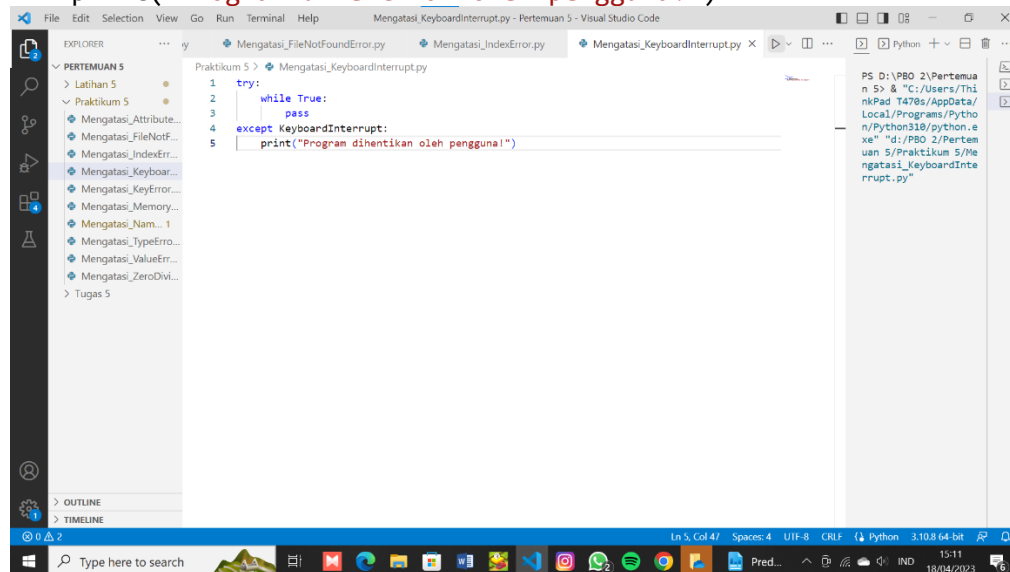 File Edit Selection View Go Run Terminal Help
Mengatasi_KeyboardInterrupt.py - Pertemuan 5 - Visual Studio Code
EXPLORER
Mengatasi_FileNotFoundError.py
Mengatasi_IndexError.py
Mengatasi_KeyboardInterrupt.py
Python
PERTEMUAN 5
Latihan 5
Praktikum 5
Mengatasi_Attribute...
Mengatasi_FileNotF...
Mengatasi_IndexErr...
Mengatasi_Keyboar...
Mengatasi_KeyError....
Mengatasi_Memory...
Mengatasi_Nam... 1
Mengatasi_TypeErro...
Mengatasi_ValueErr...
Mengatasi_ZeroDivi...
Tugas 5
OUTLINE
TIMELINE
Praktikum 5 > Mengatasi_KeyboardInterrupt.py
1 try:
2 while True:
3 pass
4 except KeyboardInterrupt:
5 print("Program dihentikan oleh pengguna!")
PS D:\PBO 2\Pertemua
n 5> & "C:/Users/Thi
nkPad T470s/AppData/
Local/Programs/Pytho
n/Python310/python.e
xe" "d:/PBO 2/Pertem
uan 5/Praktikum 5/Me
ngatasi_KeyboardInte
rrupt.py"
0 2
Ln 5, Col 47 Spaces: 4 UTF-8 CRLF Python 3.10.8 64-bit
Type here to search
Pred...
IND
15:11
18/04/2023
6